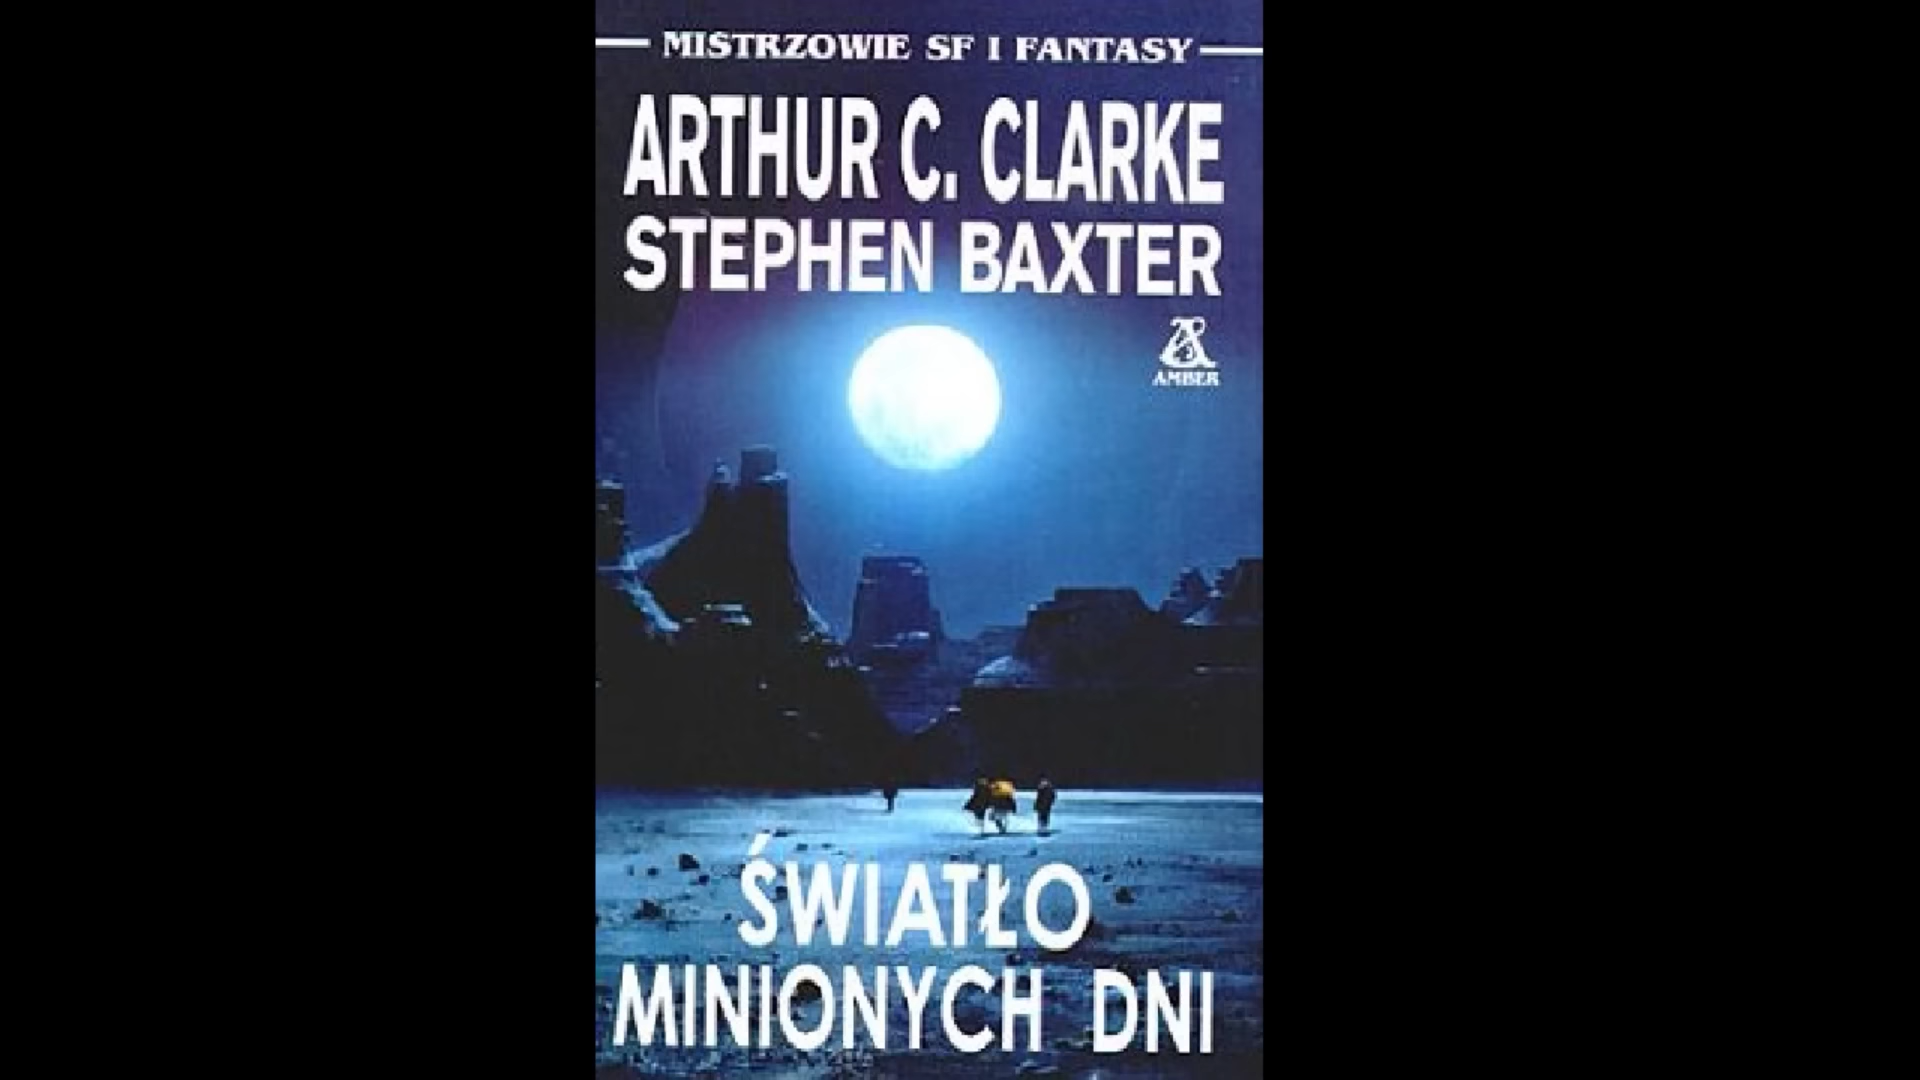 MISTRZOWIE SF I FANTASY
ARTHUR C. CLARKE
STEPHEN BAXTER
AMBER
ŚWIATŁO
MINIONYCH DNI